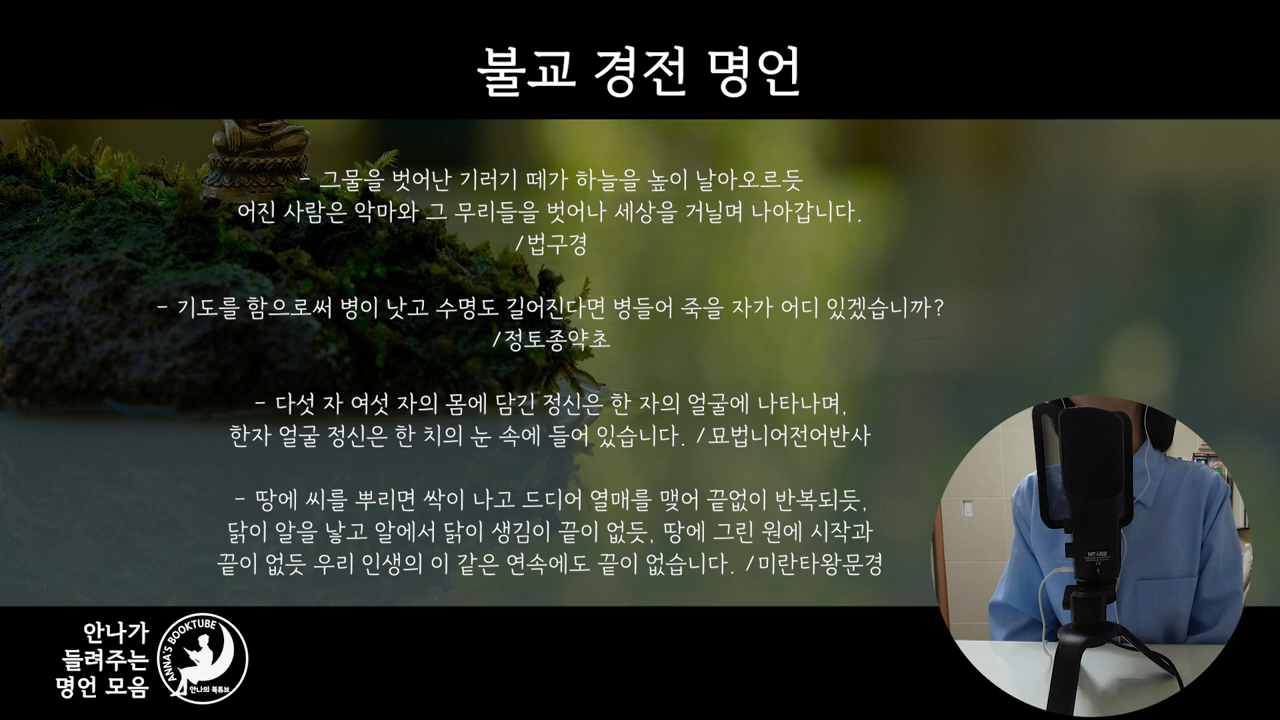 불교 경전 명언
- 그물을 벗어난 기러기 떼가 하늘을 높이 날아오르듯
어진 사람은 악마와 그 무리들을 벗어나 세상을 거닐며 나아갑니다.
/법구경
- 기도를 함으로써 병이 낫고 수명도 길어진다면 병들어 죽을 자가 어디 있겠습니까?
/정토종약초
- 다섯 자 여섯 자의 몸에 담긴 정신은 한 자의 얼굴에 나타나며,
한자 얼굴 정신은 한 치의 눈 속에 들어 있습니다. /묘법니어전어반사
- 땅에 씨를 뿌리면 싹이 나고 드디어 열매를 맺어 끝없이 반복되듯,
닭이 알을 낳고 알에서 닭이 생김이 끝이 없듯, 땅에 그린 원에 시작과
끝이 없듯 우리 인생의 이 같은 연속에도 끝이 없습니다. /미란타왕문경
안나가
들려주는
명언 모음
ANNA'S BOOKTUBE
안나의 북튜브
NT-USB